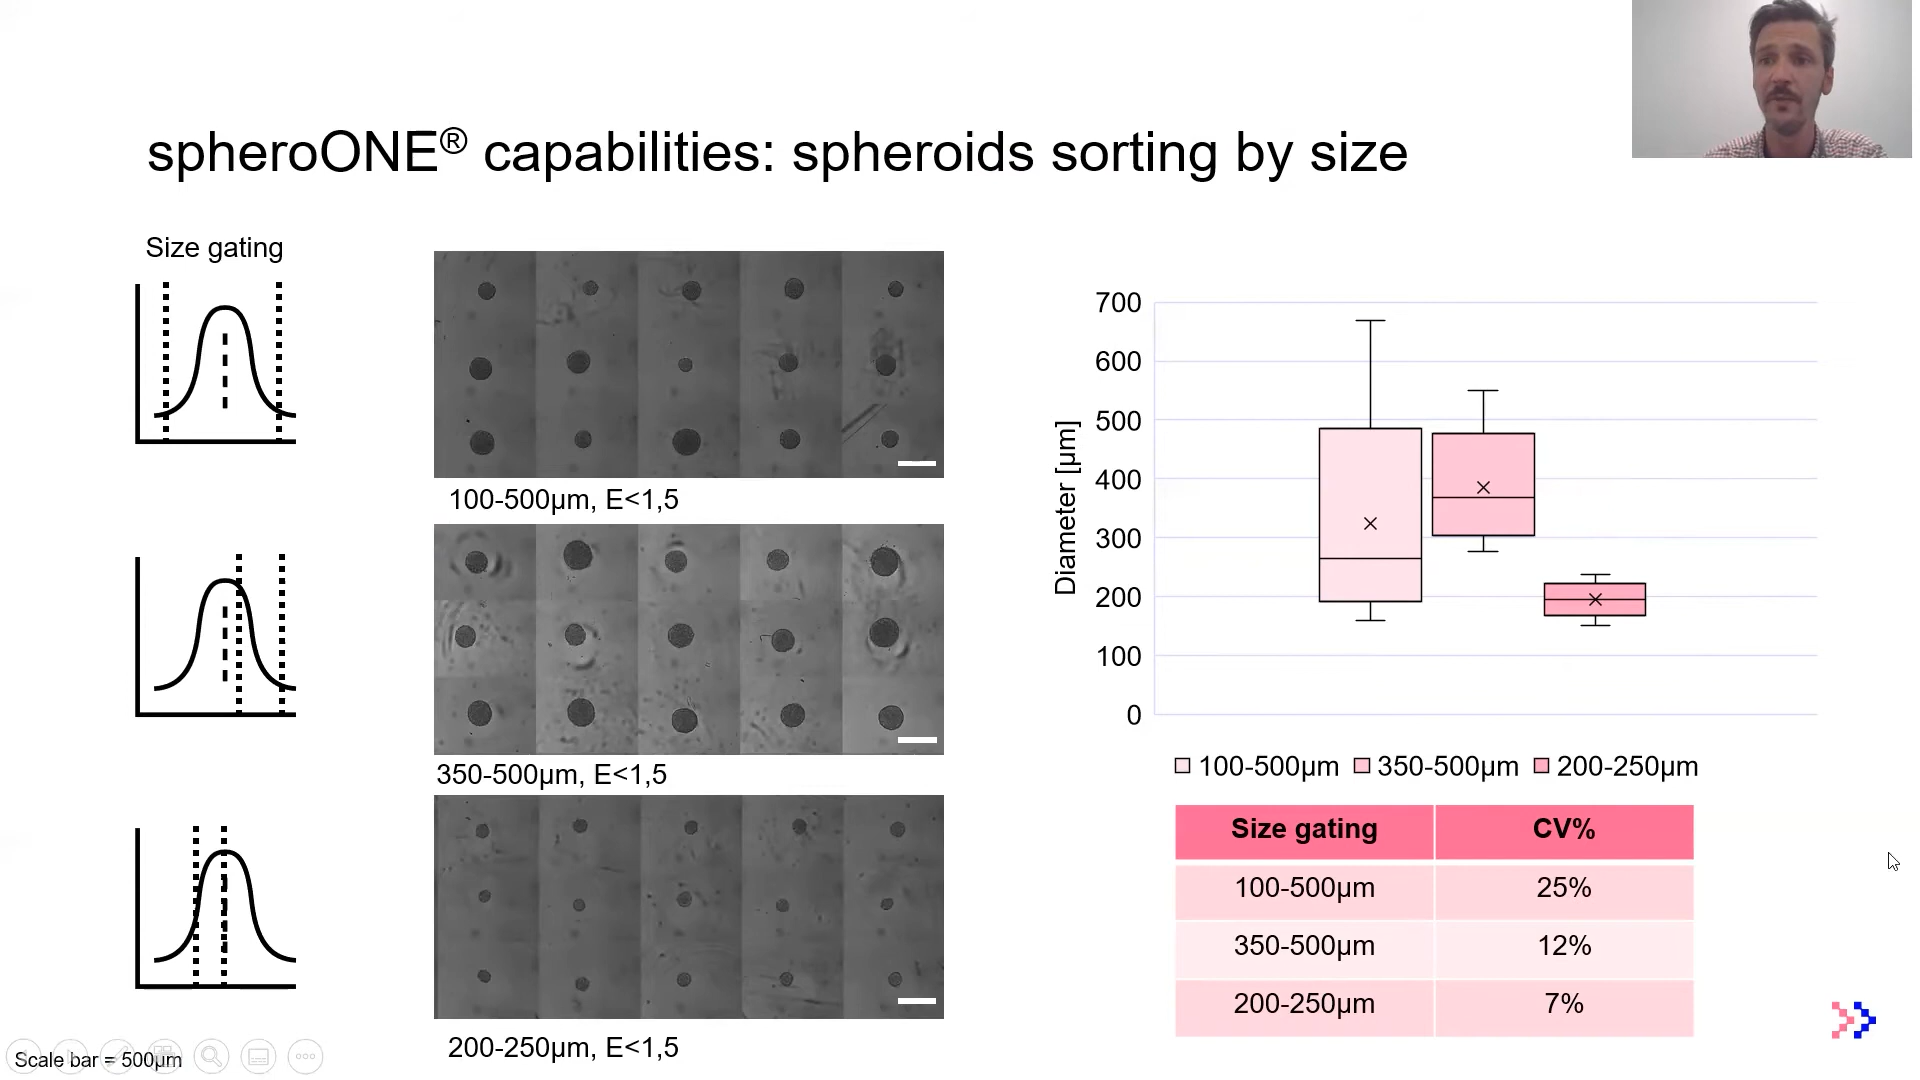 spheroONE® capabilities: spheroids sorting by size
Size gating
100-500µm, E<1,5
350-500µm, E<1,5
200-250µm, E<1,5
Scale bar = 500µm
700
600
500
400
300
200
100
0
Diameter [µm]
100-500µm 350-500µm 200-250µm
Size gating CV%
100-500µm 25%
350-500µm 12%
200-250µm 7%